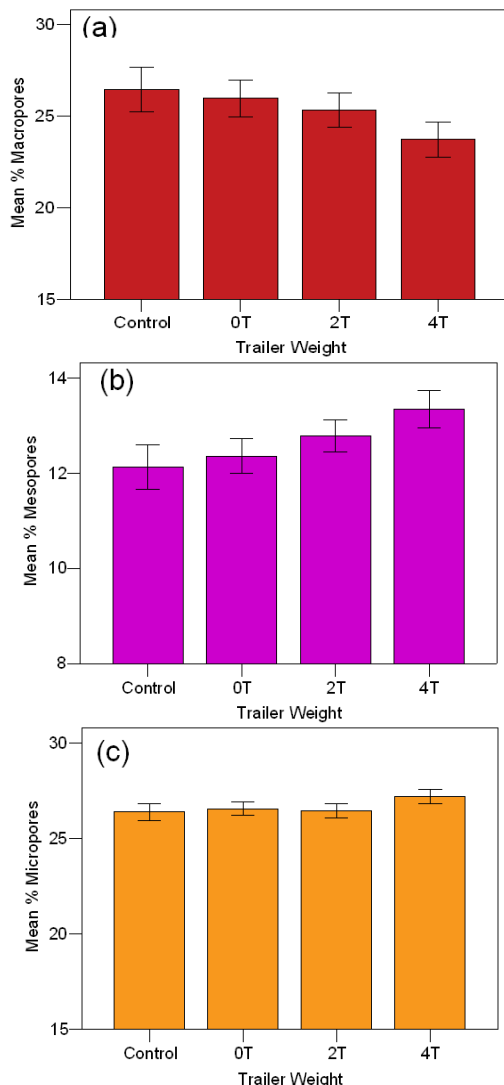 (a)
30
25
20
15
Mean % Macropores
Control 0T 2T 4T
Trailer Weight
(b)
14
12
10
8
Mean % Mesopores
Control 0T 2T 4T
Trailer Weight
(c)
30
25
20
15
Mean % Micropores
Control 0T 2T 4T
Trailer Weight